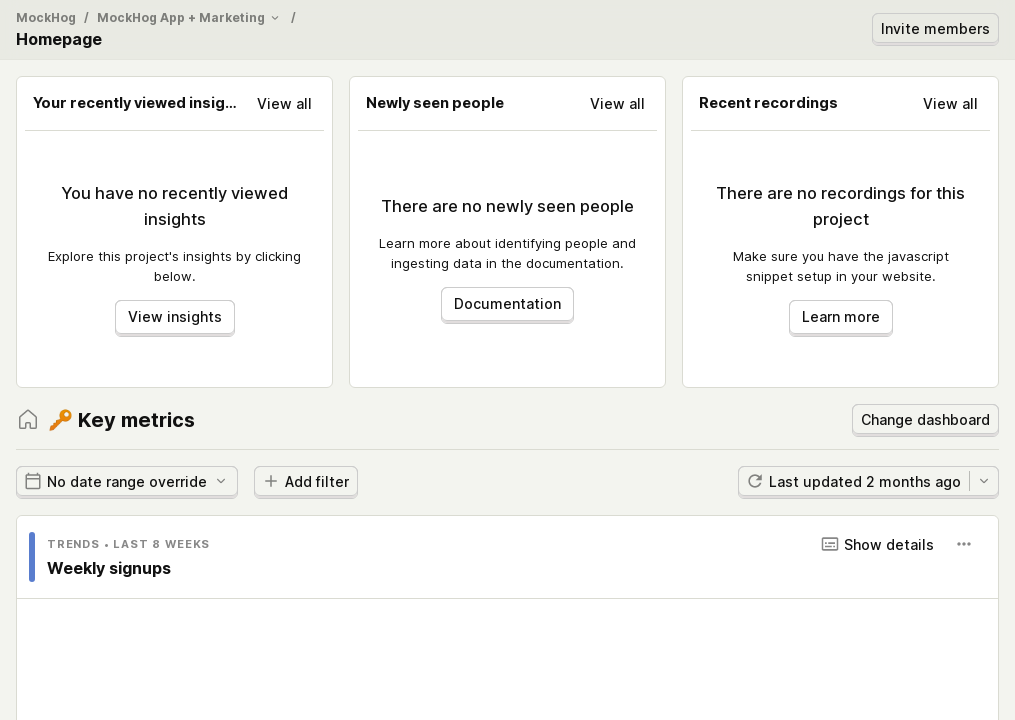 MockHog / MockHog App + Marketing /
Homepage
Invite members
Your recently viewed insig...
View all
You have no recently viewed
insights
Explore this project's insights by clicking
below.
View insights
Newly seen people
View all
There are no newly seen people
Learn more about identifying people and
ingesting data in the documentation.
Documentation
Recent recordings
View all
There are no recordings for this
project
Make sure you have the javascript
snippet setup in your website.
Learn more
🔑 Key metrics
Change dashboard
No date range override
Add filter
Last updated 2 months ago
TRENDS • LAST 8 WEEKS
Show details
Weekly signups